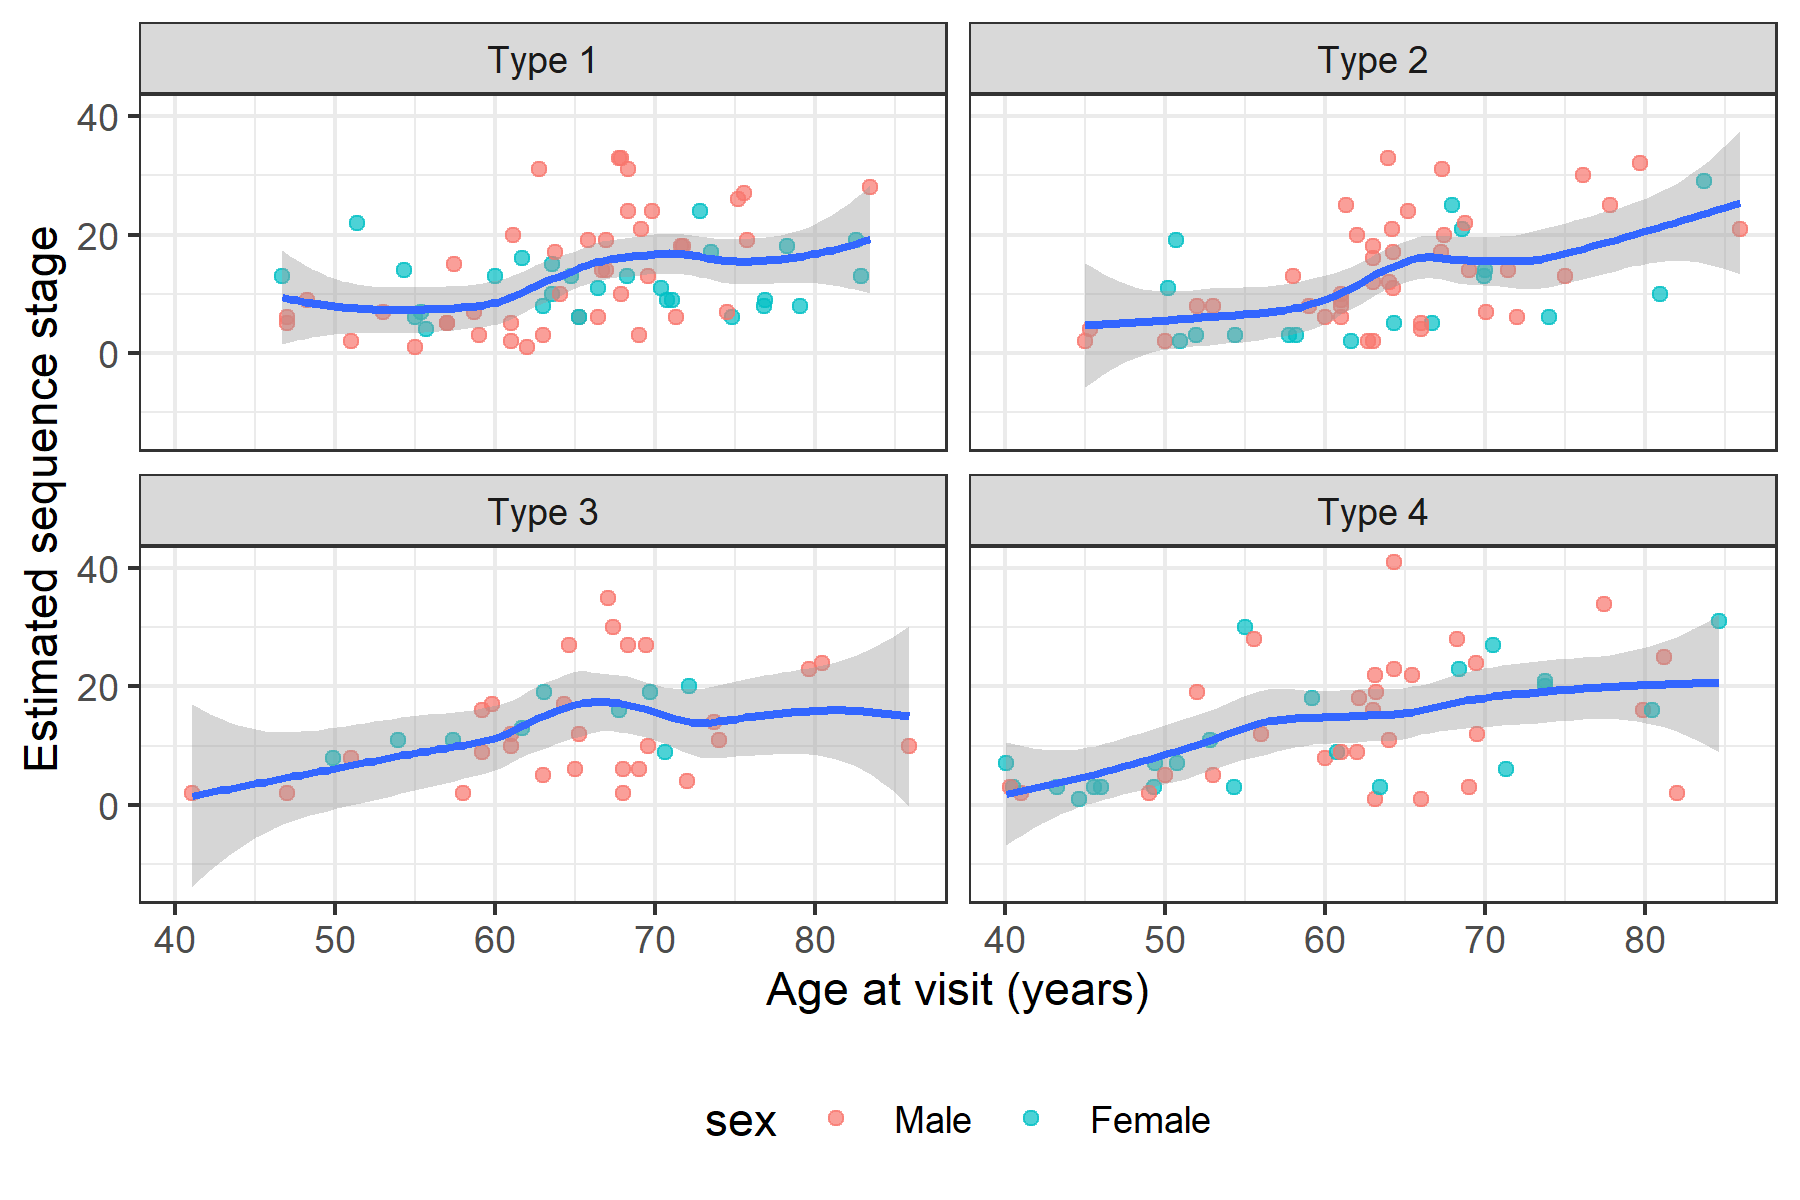 Type 1
Type 2
40
20
0
Type 3
Type 4
40
20
0
Estimated sequence stage
40 50 60 70 80
40 50 60 70 80
Age at visit (years)
sex Male Female